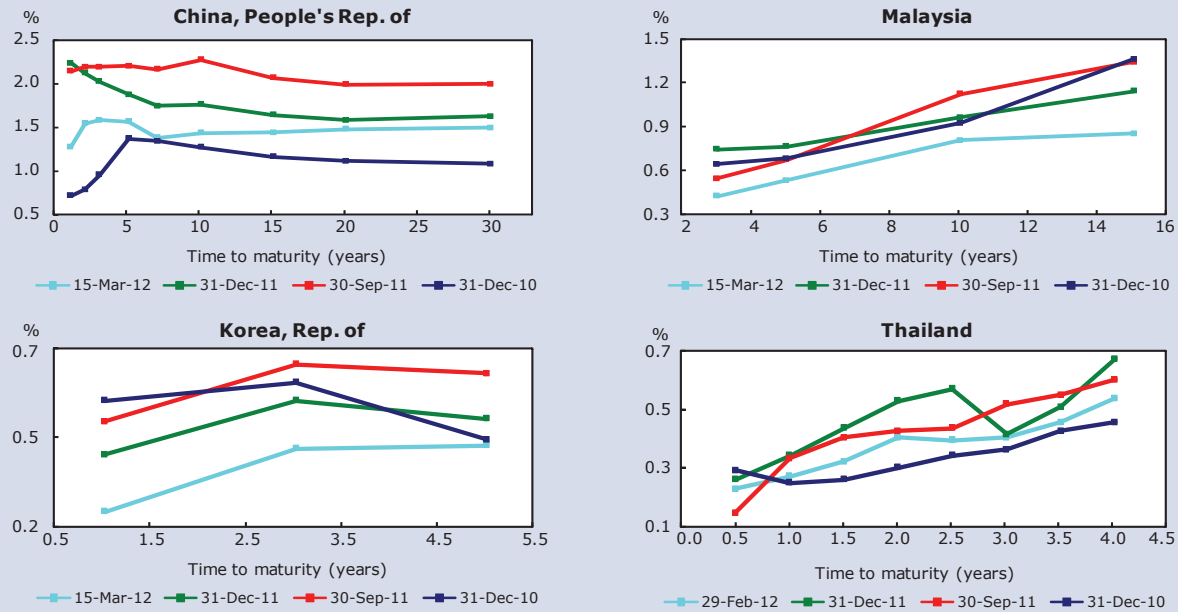 China, People's Rep. of
%
2.5
2.0
1.5
1.0
0.5
0 5 10 15 20 25 30
Time to maturity (years)
15-Mar-12 31-Dec-11 30-Sep-11 31-Dec-10
Malaysia
%
1.5
1.2
0.9
0.6
0.3
2 4 6 8 10 12 14 16
Time to maturity (years)
15-Mar-12 31-Dec-11 30-Sep-11 31-Dec-10
Korea, Rep. of
%
0.7
0.5
0.2
0.5 1.5 2.5 3.5 4.5 5.5
Time to maturity (years)
15-Mar-12 31-Dec-11 30-Sep-11 31-Dec-10
Thailand
%
0.7
0.5
0.3
0.1
0.0 0.5 1.0 1.5 2.0 2.5 3.0 3.5 4.0 4.5
Time to maturity (years)
29-Feb-12 31-Dec-11 30-Sep-11 31-Dec-10